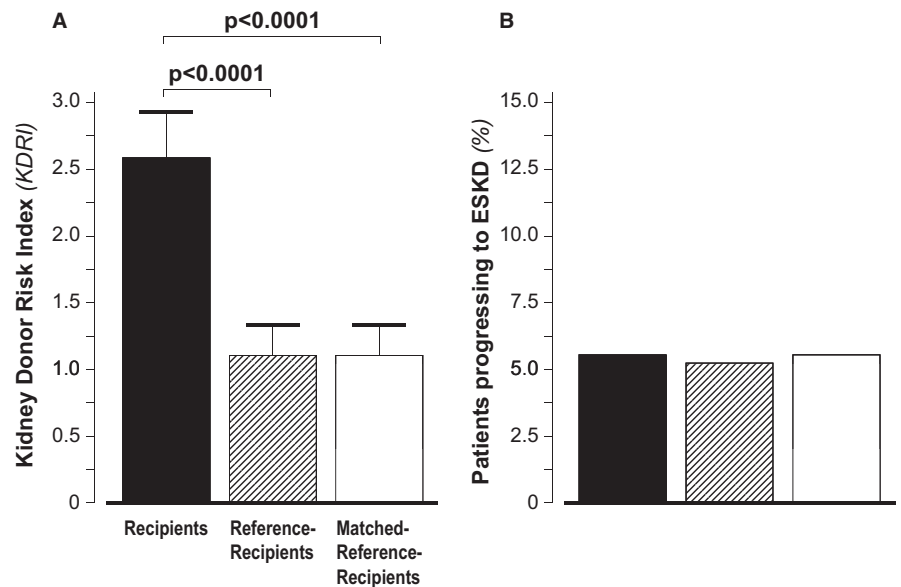 A
p<0.0001
p<0.0001
Kidney Donor Risk Index (KDRI)
3.0
2.5
2.0
1.5
1.0
0.5
0
Recipients
Reference-
Recipients
Matched-
Reference-
Recipients
B
Patients progressing to ESKD (%)
15.0
12.5
10.0
7.5
5.0
2.5
0